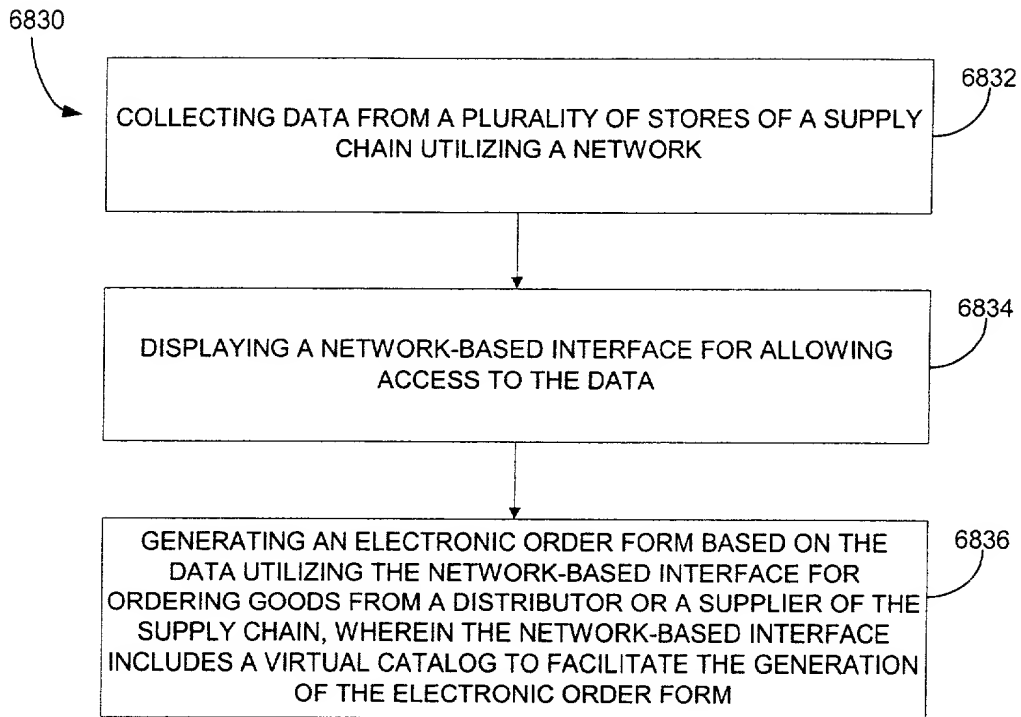 6830
6832
COLLECTING DATA FROM A PLURALITY OF STORES OF A SUPPLY
CHAIN UTILIZING A NETWORK
6834
DISPLAYING A NETWORK-BASED INTERFACE FOR ALLOWING
ACCESS TO THE DATA
6836
GENERATING AN ELECTRONIC ORDER FORM BASED ON THE
DATA UTILIZING THE NETWORK-BASED INTERFACE FOR
ORDERING GOODS FROM A DISTRIBUTOR OR A SUPPLIER OF THE
SUPPLY CHAIN, WHEREIN THE NETWORK-BASED INTERFACE
INCLUDES A VIRTUAL CATALOG TO FACILITATE THE GENERATION
OF THE ELECTRONIC ORDER FORM